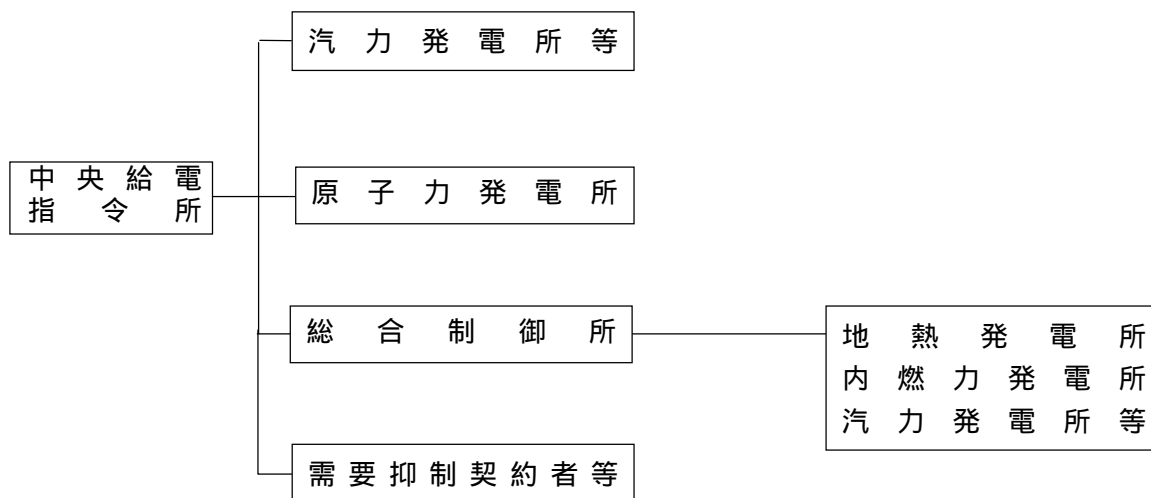 汽力発電所等
中央給電
指令所
原子力発電所
総合制御所
地熱発電所
内燃力発電所
汽力発電所等
需要抑制契約者等